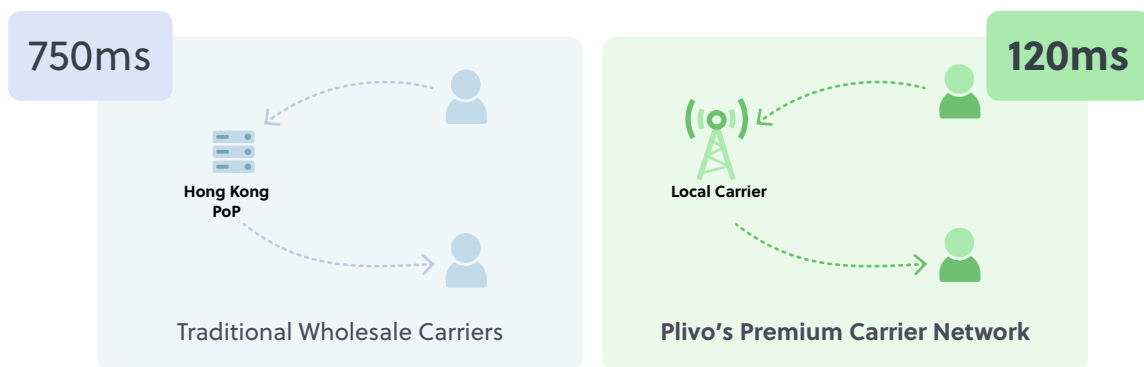 750ms
Hong Kong
PoP
Traditional Wholesale Carriers
120ms
Local Carrier
Plivo’s Premium Carrier Network